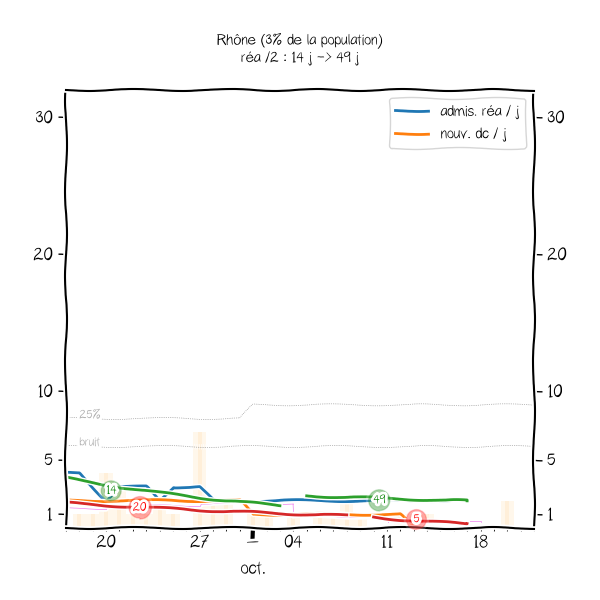 Rhône (3% de la population)
réa /2 : 14 j -> 49 j
admis. réa / j
nouv. dc / j
30 30
20 20
10 10
25%
bruit
5 5
14
49
20
5
1 1
20 27 – 04 11 18
oct.